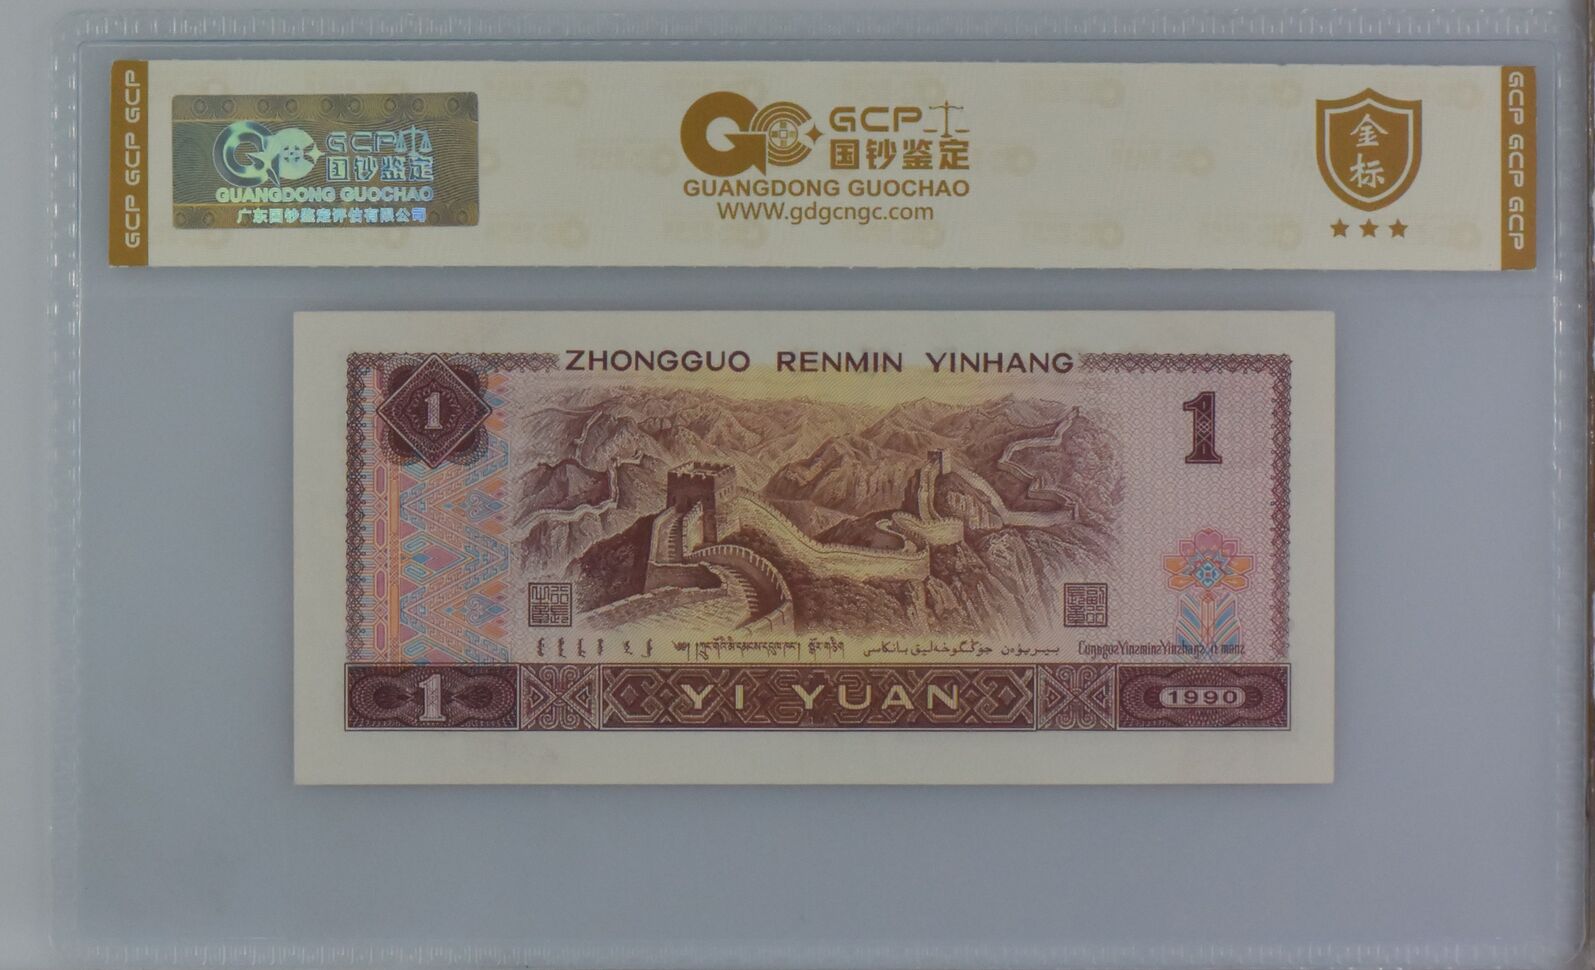 GCP GCP GCP
GCP
国钞鉴定
GUANGDONG GUOCHAO
广东国钞鉴定评估有限公司
GCP
国钞鉴定
GUANGDONG GUOCHAO
WWW.gdgcngc.com
金
标
GCP GCP GCP
ZHONGGUO RENMIN YINHANG
1
1
1
YI YUAN
1990